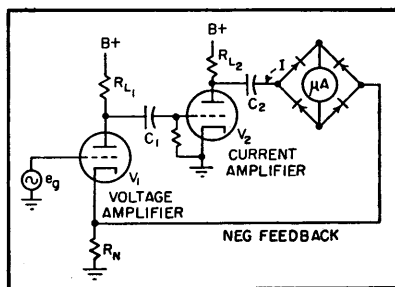 B+
B+
RL1
RL2
I
C2
μA
C1
V2
CURRENT
AMPLIFIER
eg
V1
VOLTAGE
AMPLIFIER
NEG FEEDBACK
RN